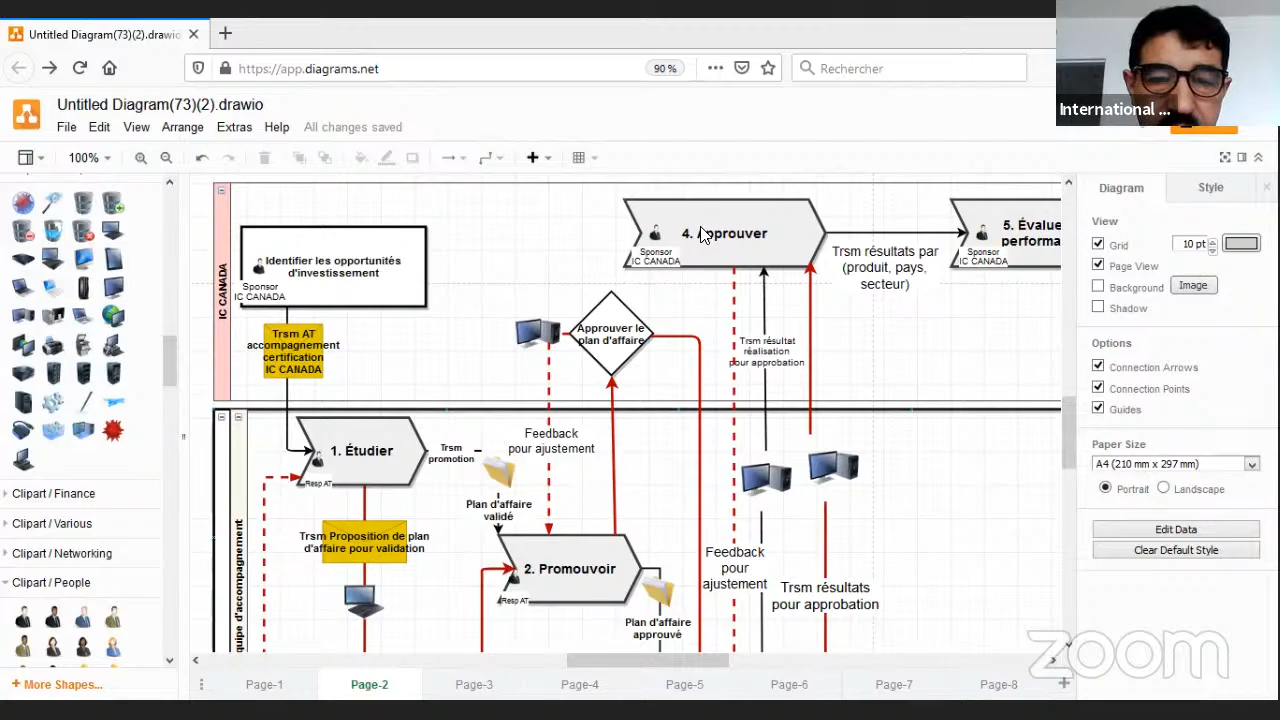 Untitled Diagram(73)(2).drawio
https://app.diagrams.net
90 %
Rechercher
International ...
Untitled Diagram(73)(2).drawio
File Edit View Arrange Extras Help All changes saved
100%
IC CANADA
Identifier les opportunités
d'investissement
Sponsor
IC CANADA
Trsm AT
accompagnement
certification
IC CANADA
4. Approuver
Sponsor
IC CANADA
Trsm résultats par
(produit, pays,
secteur)
5. Évalue
performa
Sponsor
IC CANADA
Approuver le
plan d'affaire
Trsm résultat
réalisation
pour approbation
quipe d'accompagnement
1. Étudier
Resp AT
Trsm
promotion
Feedback
pour ajustement
Plan d'affaire
validé
Trsm Proposition de plan
d'affaire pour validation
2. Promouvoir
Resp AT
Plan d'affaire
approuvé
Feedback
pour
ajustement
Trsm résultats
pour approbation
Clipart / Finance
Clipart / Various
Clipart / Networking
Clipart / People
+ More Shapes...
Page-1 Page-2 Page-3 Page-4 Page-5 Page-6 Page-7 Page-8
Diagram Style
View
Grid 10 pt
Page View
Background Image
Shadow
Options
Connection Arrows
Connection Points
Guides
Paper Size
A4 (210 mm x 297 mm)
Portrait Landscape
Edit Data
Clear Default Style
zoom